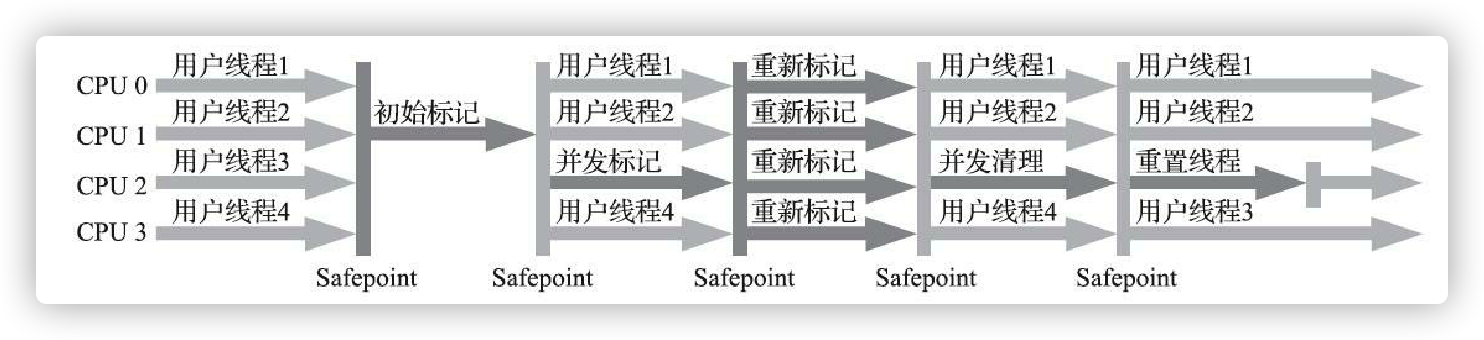 CPU 0 用户线程1 用户线程1 重新标记 用户线程1 用户线程1
CPU 1 用户线程2 初始标记 用户线程2 重新标记 用户线程2 用户线程2
CPU 2 用户线程3 并发标记 重新标记 并发清理 重置线程
CPU 3 用户线程4 用户线程4 重新标记 用户线程4 用户线程3
Safepoint Safepoint Safepoint Safepoint Safepoint